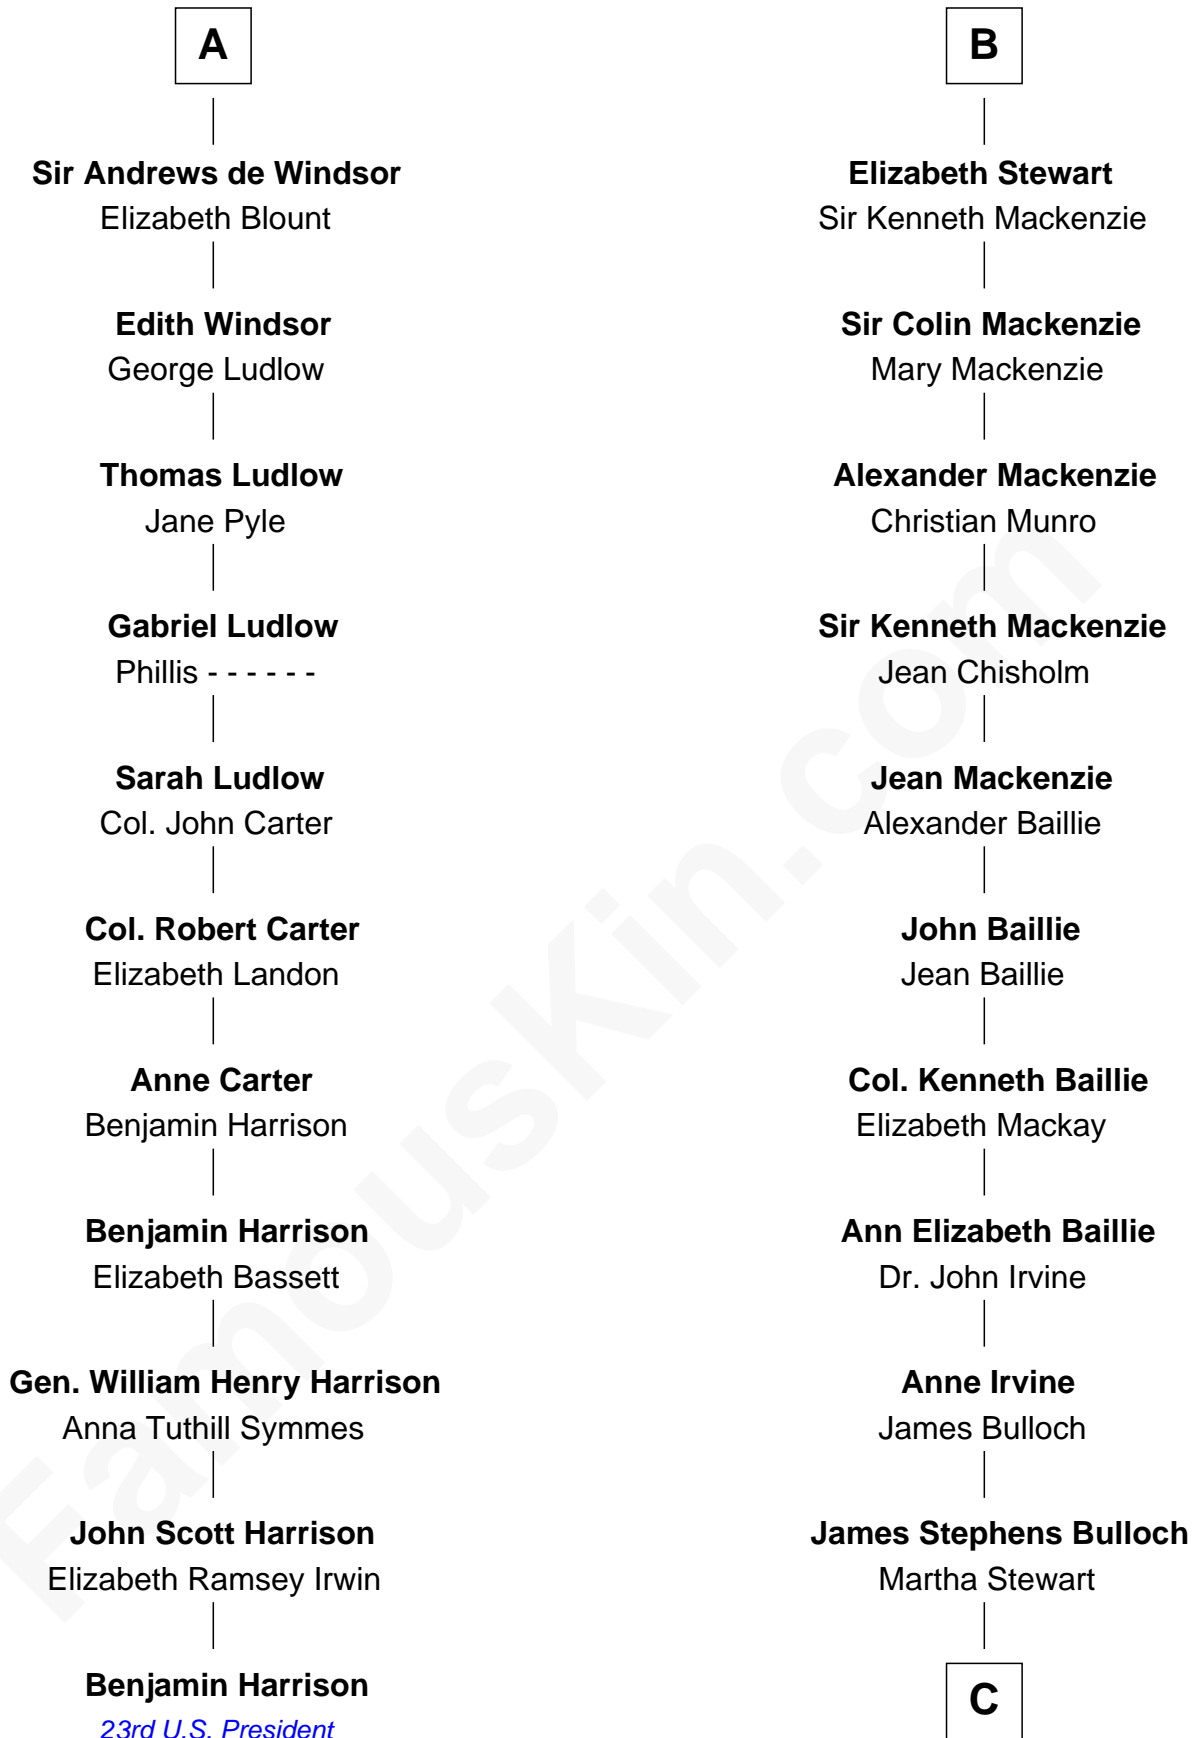 A
Sir Andrews de Windsor
Elizabeth Blount
Edith Windsor
George Ludlow
Thomas Ludlow
Jane Pyle
Gabriel Ludlow
Phillis - - - - - -
Sarah Ludlow
Col. John Carter
Col. Robert Carter
Elizabeth Landon
Anne Carter
Benjamin Harrison
Benjamin Harrison
Elizabeth Bassett
Gen. William Henry Harrison
Anna Tuthill Symmes
John Scott Harrison
Elizabeth Ramsey Irwin
Benjamin Harrison
23rd U.S. President
B
Elizabeth Stewart
Sir Kenneth Mackenzie
Sir Colin Mackenzie
Mary Mackenzie
Alexander Mackenzie
Christian Munro
Sir Kenneth Mackenzie
Jean Chisholm
Jean Mackenzie
Alexander Baillie
John Baillie
Jean Baillie
Col. Kenneth Baillie
Elizabeth Mackay
Ann Elizabeth Baillie
Dr. John Irvine
Anne Irvine
James Bulloch
James Stephens Bulloch
Martha Stewart
C
FamousKin.com